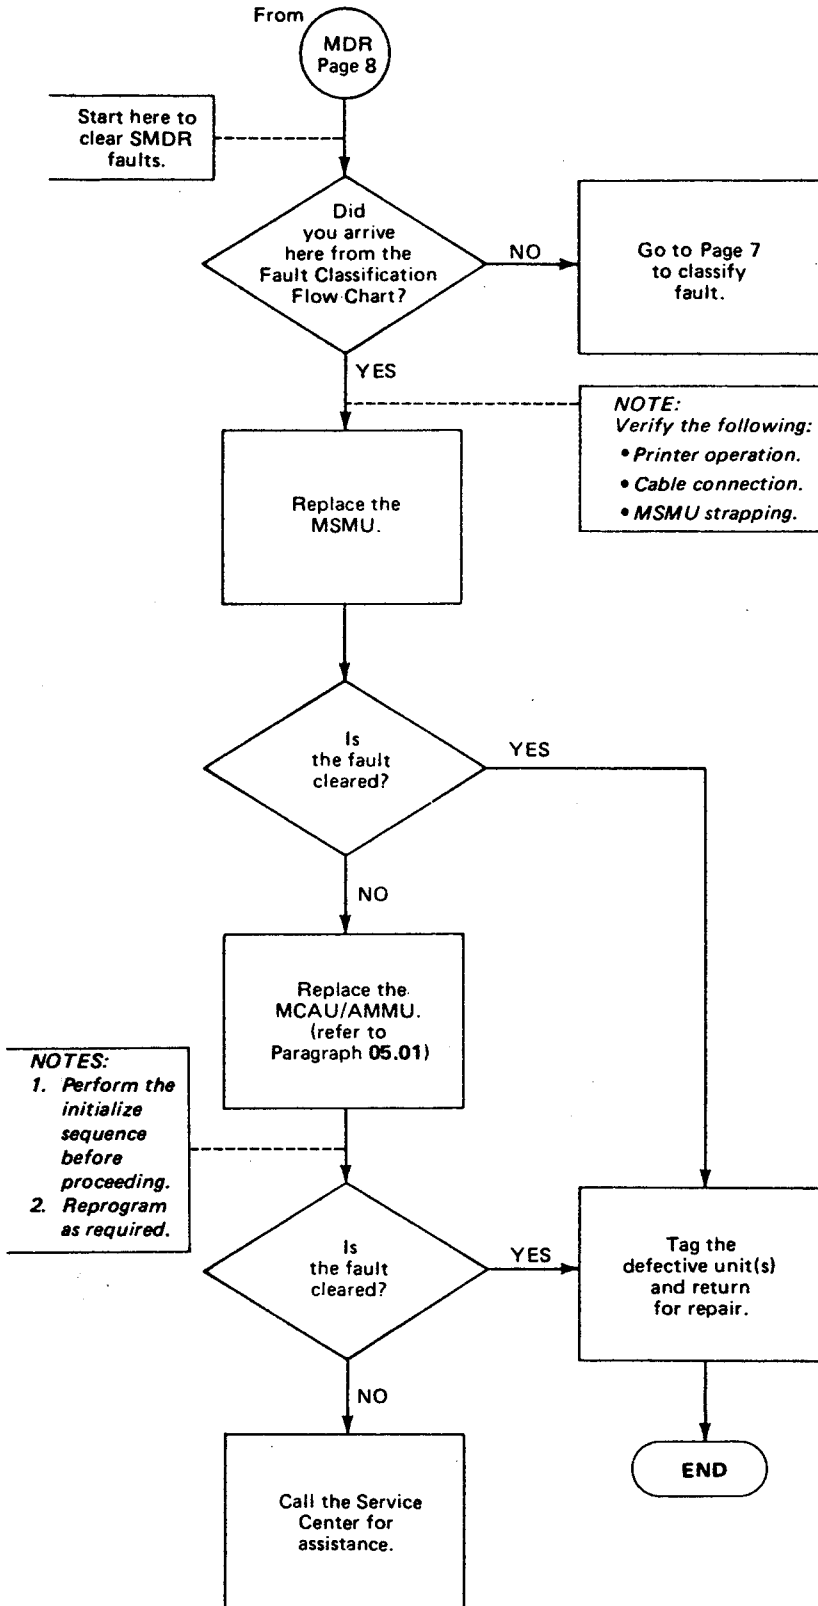 From
MDR
Page 8
Start here to
clear SMDR
faults.
Did
you arrive
here from the
Fault Classification
Flow Chart?
NO
Go to Page 7
to classify
fault.
YES
NOTE:
Verify the following:
• Printer operation.
• Cable connection.
• MSMU strapping.
Replace the
MSMU.
Is
the fault
cleared?
YES
NO
Replace the
MCAU/AMMU.
(refer to
Paragraph 05.01)
NOTES:
1. Perform the
initialize
sequence
before
proceeding.
2. Reprogram
as required.
Is
the fault
cleared?
YES
Tag the
defective unit(s)
and return
for repair.
NO
END
Call the Service
Center for
assistance.